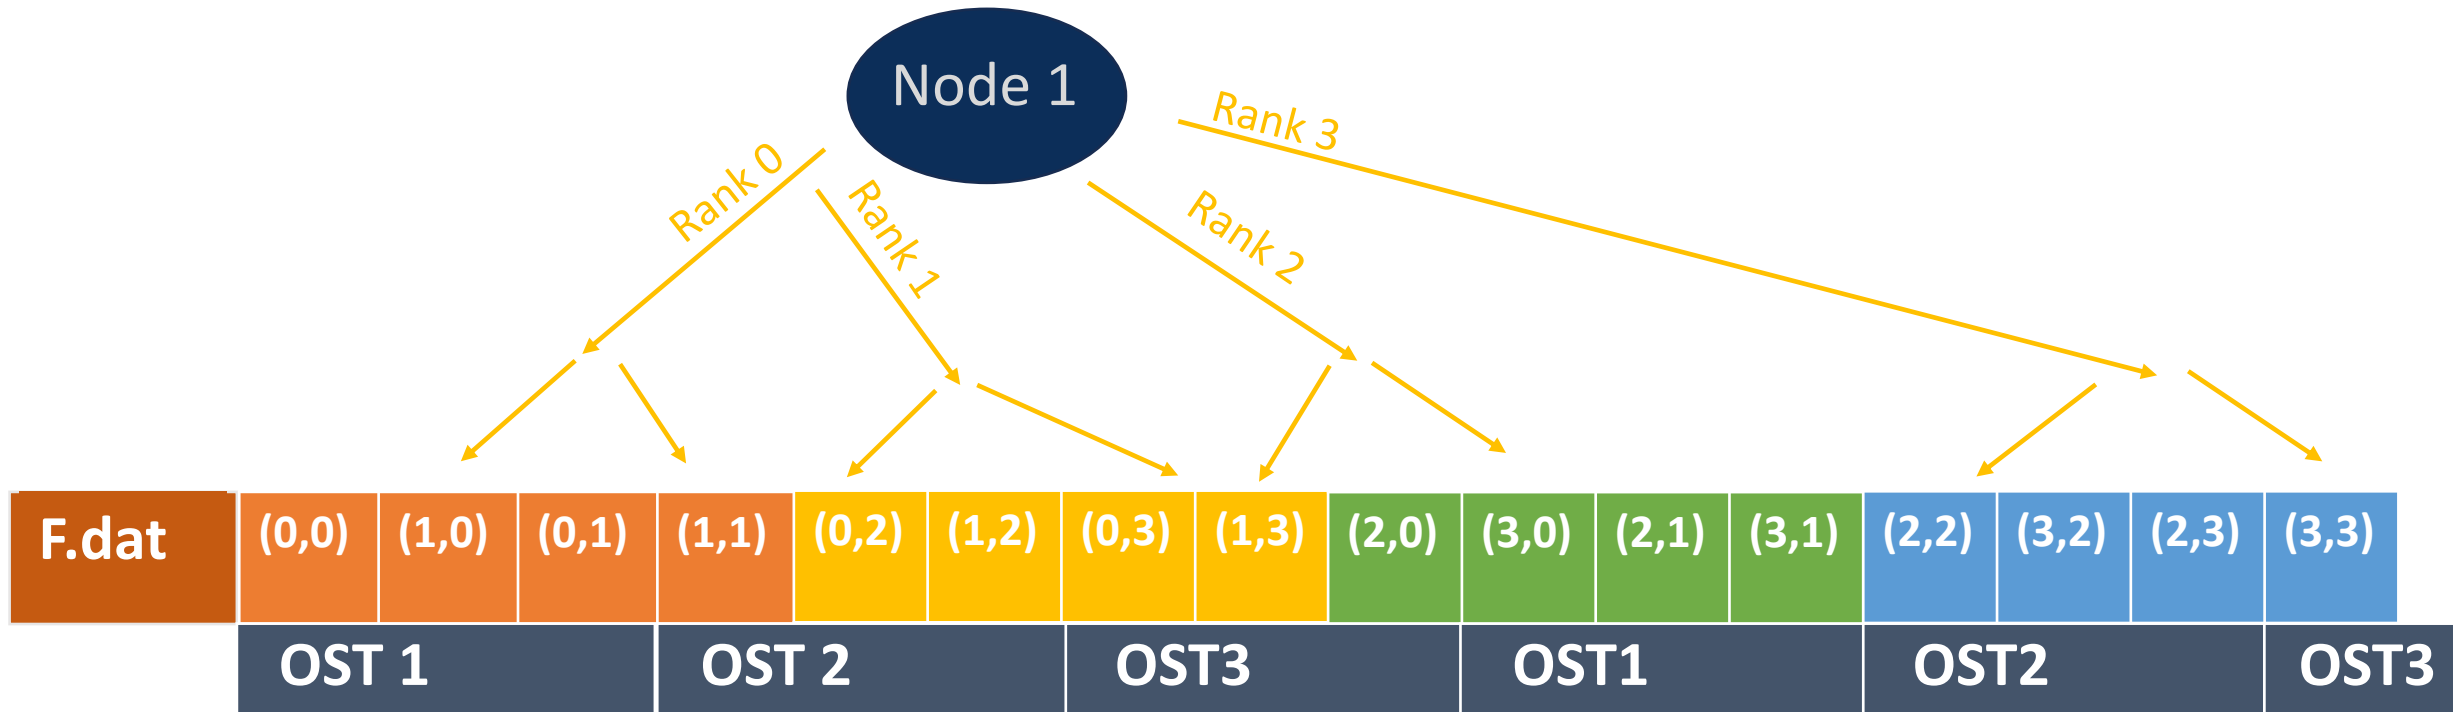 Node 1
Rank 0
Rank 1
Rank 2
Rank 3
F.dat (0,0) (1,0) (0,1) (1,1) (0,2) (1,2) (0,3) (1,3) (2,0) (3,0) (2,1) (3,1) (2,2) (3,2) (2,3) (3,3)
OST 1 OST 2 OST3 OST1 OST2 OST3